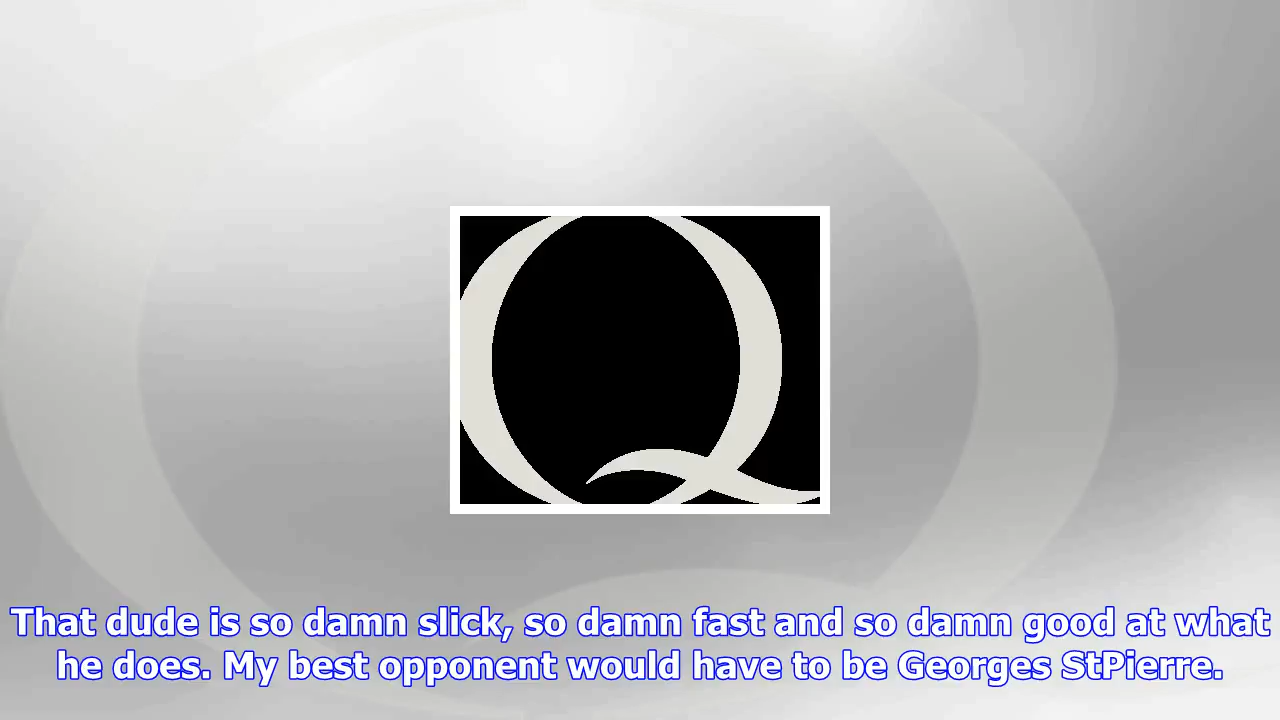 Q
That dude is so damn slick, so damn fast and so damn good at what
he does. My best opponent would have to be Georges StPierre.